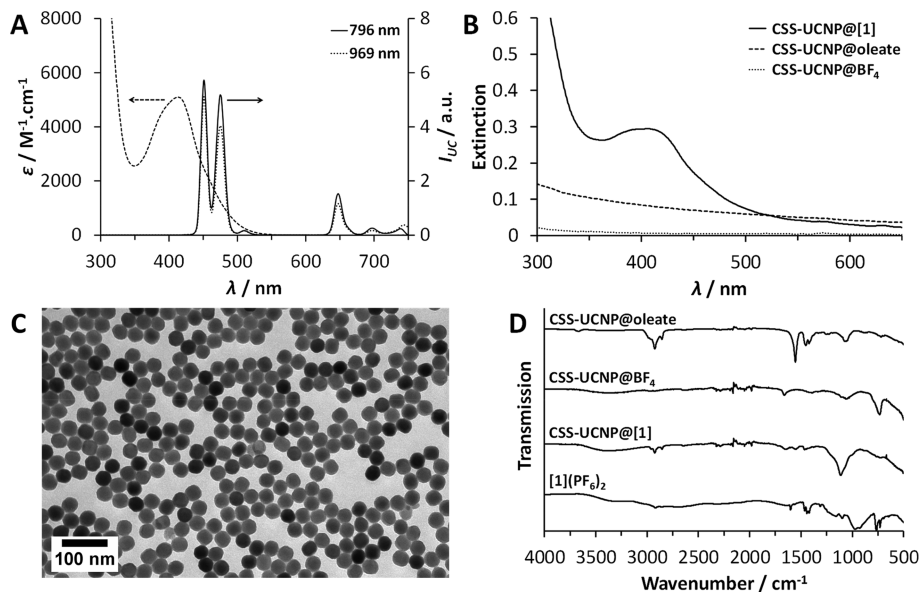 A
8000
6000
4000
2000
0
ε / M⁻¹.cm⁻¹
300 400 500 600 700
λ / nm
8
6
4
2
0
I_UC / a.u.
796 nm
969 nm
B
0.6
0.5
0.4
0.3
0.2
0.1
0
Extinction
300 400 500 600
λ / nm
CSS-UCNP@[1]
CSS-UCNP@oleate
CSS-UCNP@BF₄
C
100 nm
D
CSS-UCNP@oleate
CSS-UCNP@BF₄
CSS-UCNP@[1]
[1](PF₆)₂
Transmission
4000 3500 3000 2500 2000 1500 1000 500
Wavenumber / cm⁻¹